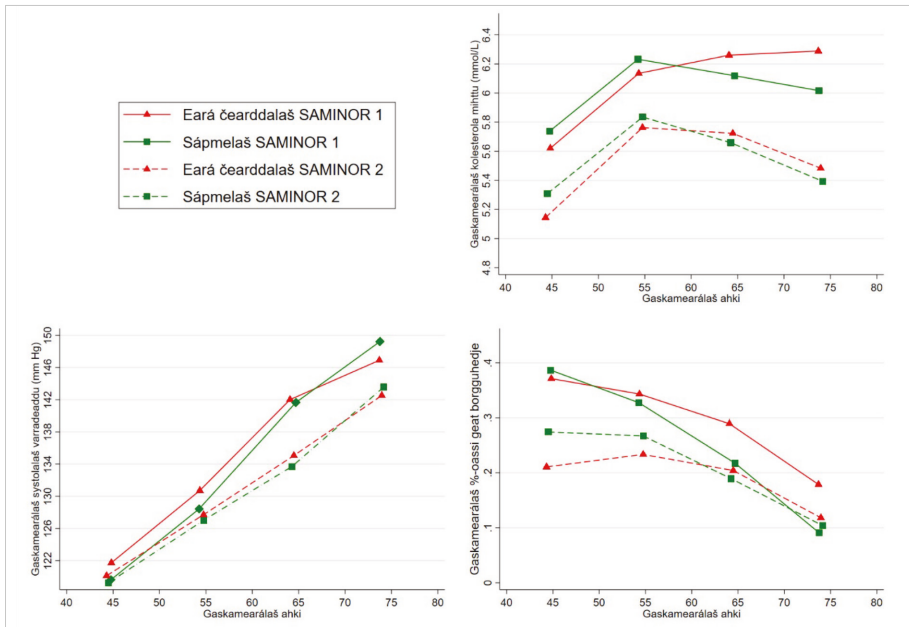 Eará čearddalaš SAMINOR 1
Sápmelaš SAMINOR 1
Eará čearddalaš SAMINOR 2
Sápmelaš SAMINOR 2
Gaskamearálaš kolesterola mihttu (mmol/L)
6.4
6.2
6
5.8
5.6
5.4
5.2
5
4.8
40 45 50 55 60 65 70 75 80
Gaskamearálaš ahki
Gaskamearálaš systolalaš varradeaddu (mm Hg)
150
146
142
138
134
130
126
122
40 45 50 55 60 65 70 75 80
Gaskamearálaš ahki
Gaskamearálaš %-oassi geat borgguhedje
.4
.3
.2
.1
0
40 45 50 55 60 65 70 75 80
Gaskamearálaš ahki